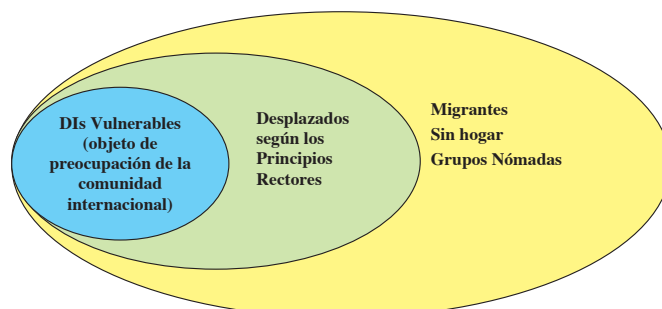 DIs Vulnerables
(objeto de
preocupación de la
comunidad
internacional)
Desplazados
según los
Principios
Rectores
Migrantes
Sin hogar
Grupos Nómadas